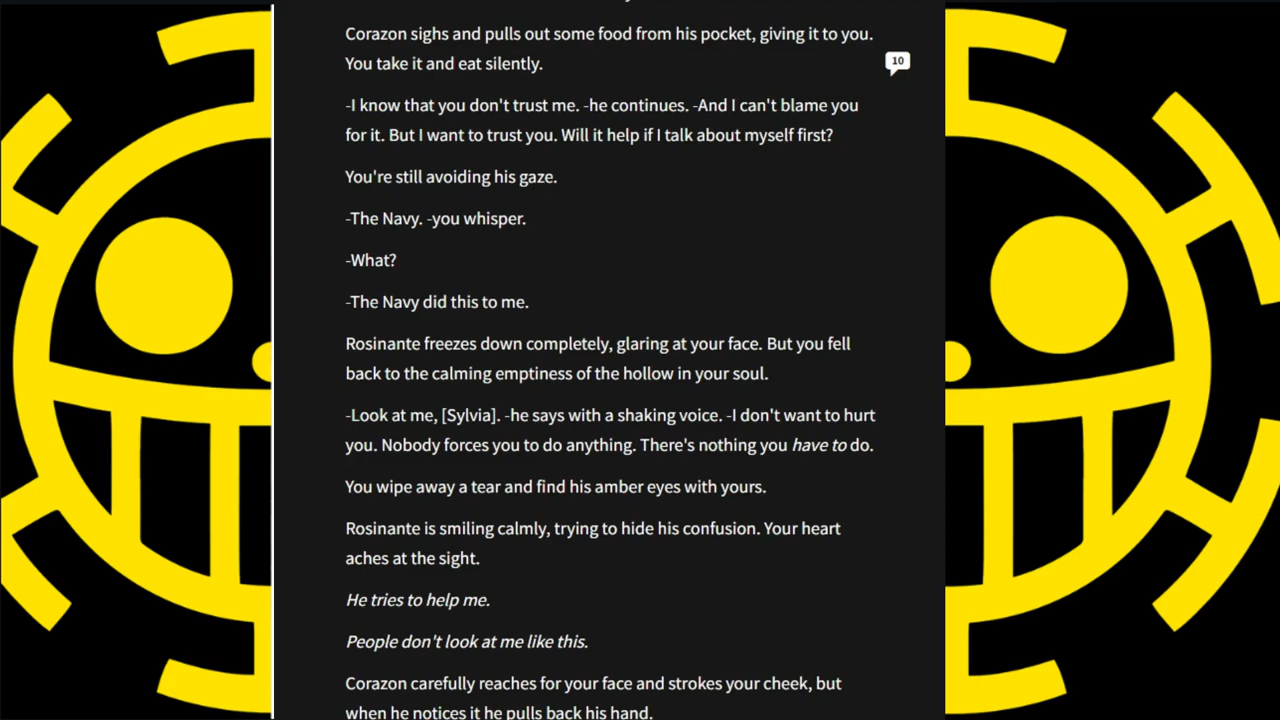 Corazon sighs and pulls out some food from his pocket, giving it to you.
You take it and eat silently.
10
-I know that you don't trust me. -he continues. -And I can't blame you
for it. But I want to trust you. Will it help if I talk about myself first?
You're still avoiding his gaze.
-The Navy. -you whisper.
-What?
-The Navy did this to me.
Rosinante freezes down completely, glaring at your face. But you fell
back to the calming emptiness of the hollow in your soul.
-Look at me, [Sylvia]. -he says with a shaking voice. -I don't want to hurt
you. Nobody forces you to do anything. There's nothing you have to do.
You wipe away a tear and find his amber eyes with yours.
Rosinante is smiling calmly, trying to hide his confusion. Your heart
aches at the sight.
He tries to help me.
People don't look at me like this.
Corazon carefully reaches for your face and strokes your cheek, but
when he notices it he pulls back his hand.